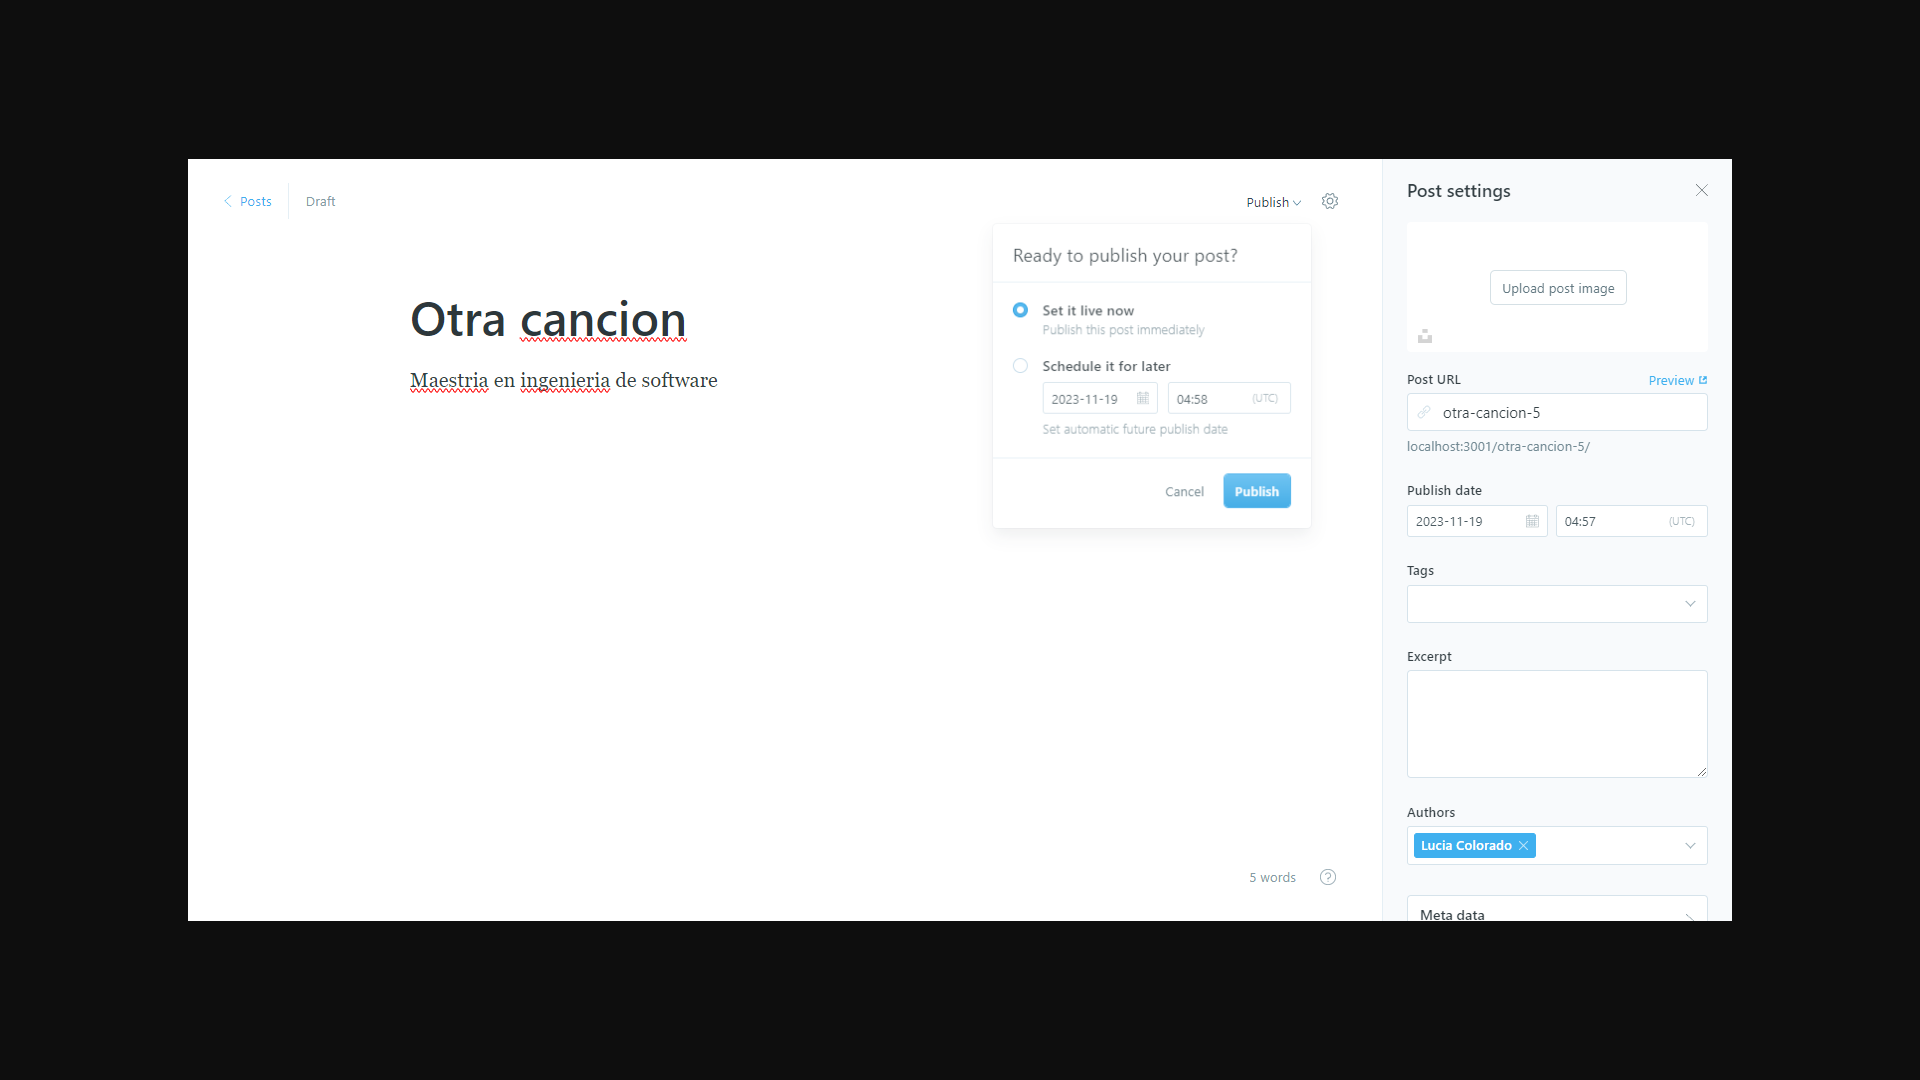 Posts
Draft
Publish
Otra cancion
Maestria en ingenieria de software
Ready to publish your post?
Set it live now
Publish this post immediately
Schedule it for later
2023-11-19
04:58
(UTC)
Set automatic future publish date
Cancel
Publish
5 words
?
Post settings
Upload post image
Post URL
Preview
otra-cancion-5
localhost:3001/otra-cancion-5/
Publish date
2023-11-19
04:57
(UTC)
Tags
Excerpt
Authors
Lucia Colorado
Meta data